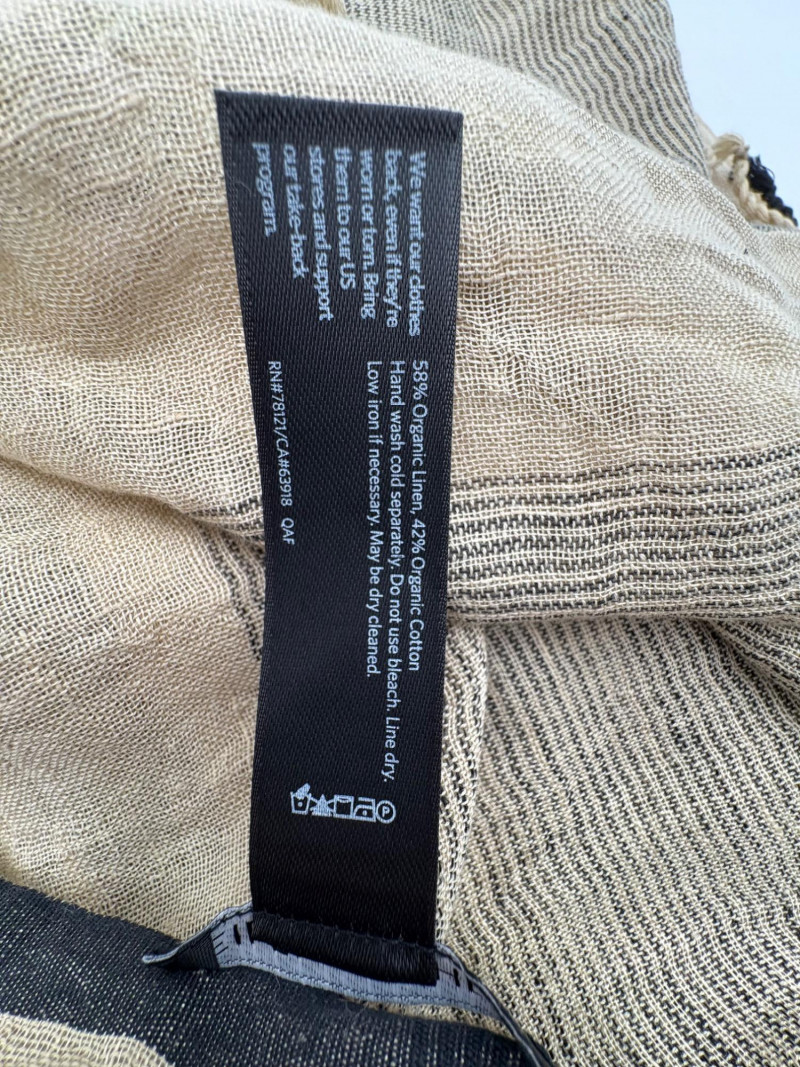 We want our clothes
back, even if they're
worn or torn. Bring
them to our US
stores and support
our take-back
program.
58% Organic Linen, 42% Organic Cotton
Hand wash cold separately. Do not use bleach. Line dry.
Low iron if necessary. May be dry cleaned.
RN#78121/CA#63918 QAF
P